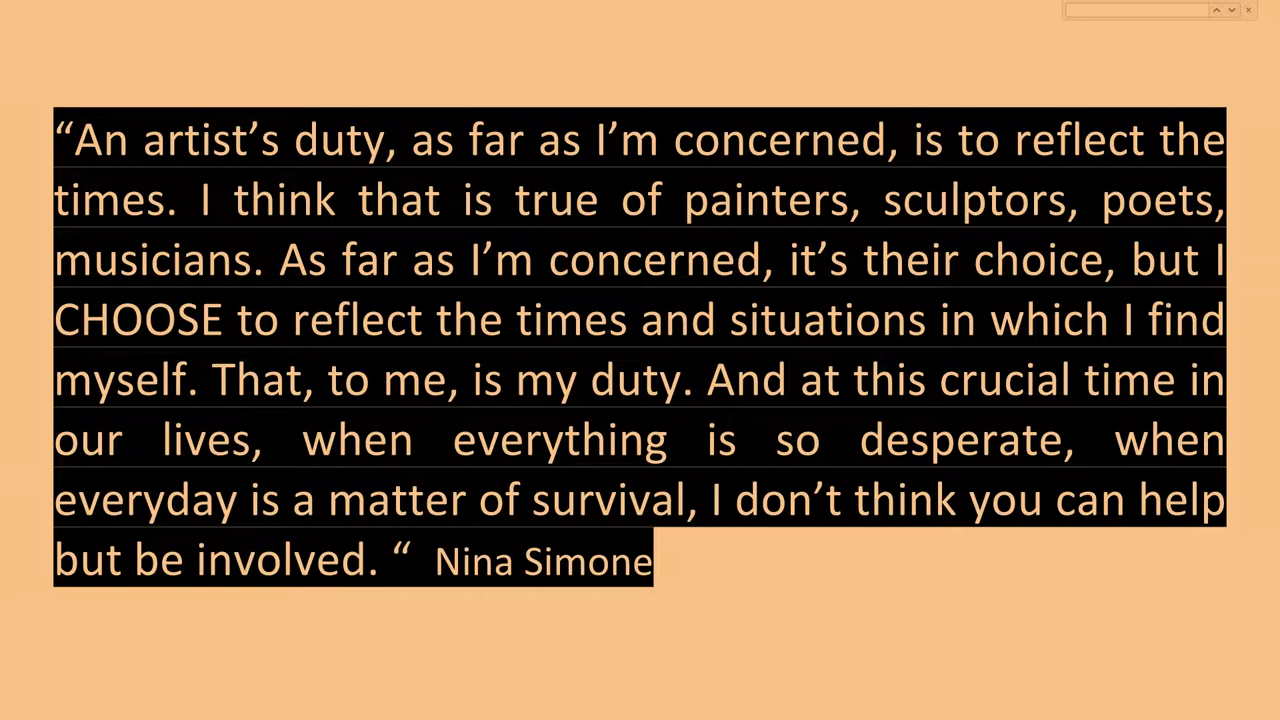 “An artist’s duty, as far as I’m concerned, is to reflect the
times. I think that is true of painters, sculptors, poets,
musicians. As far as I’m concerned, it’s their choice, but I
CHOOSE to reflect the times and situations in which I find
myself. That, to me, is my duty. And at this crucial time in
our lives, when everything is so desperate, when
everyday is a matter of survival, I don’t think you can help
but be involved. “ Nina Simone